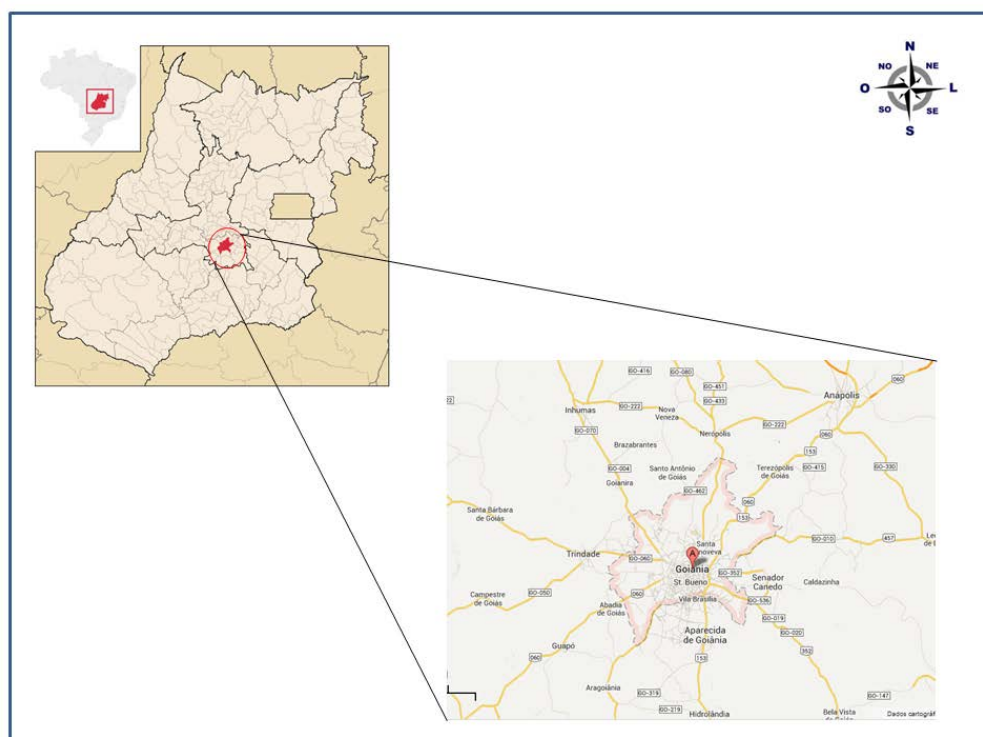 N
NO
NE
O
L
SO
SE
S
GO-416
GO-080
060
GO-451
Anápolis
GO-222
Nova
Veneza
GO-433
Inhumas
GO-222
GO-070
Nerópolis
060
Brazabrantes
153
GO-004
Santo Antônio
de Goiás
Terezópolis
de Goiás
GO-415
GO-330
Goianira
GO-462
060
Santa Bárbara
de Goiás
153
GO-010
457
Santa
Trindade
GO-060
A
Goiânia
GO-352
St. Bueno
Senador
Canedo
Caldazinha
GO-050
060
Vila Brasília
GO-536
Campestre
de Goiás
Abadia
de Goiás
GO-019
GO-020
Aparecida
de Goiânia
Guapó
352
060
153
Aragoiânia
GO-319
GO-147
GO-219
Hidrolândia
Bela Vista
de Goiás
Dados cartográf